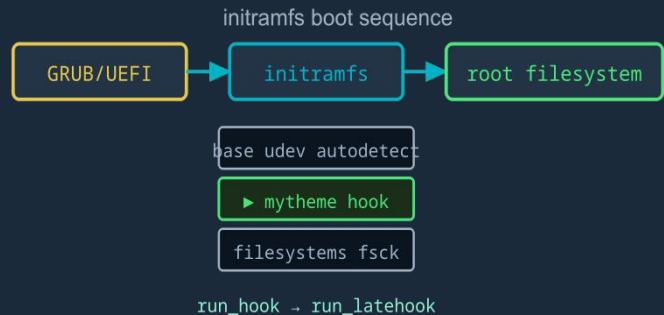 initramfs boot sequence
GRUB/UEFI
initramfs
root filesystem
base udev autodetect
▶ mytheme hook
filesystems fsck
run_hook → run_latehook